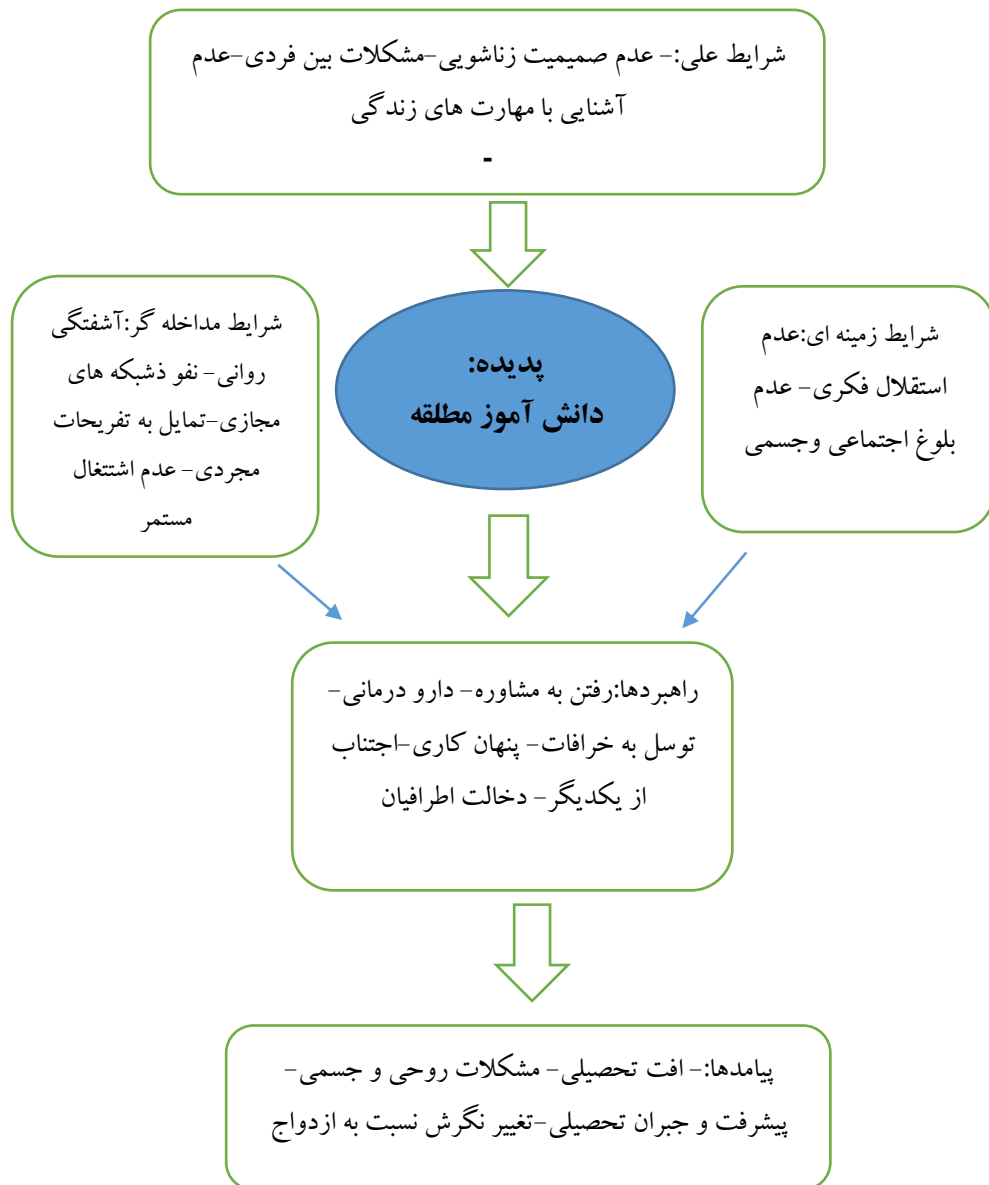 شرایط علی:- عدم صمیمیت زناشویی-مشکلات بین فردی-عدم
آشنایی با مهارت های زندگی
-
پدیده:
دانش آموز مطلقه
شرایط زمینه ای:عدم
استقلال فکری- عدم
بلوغ اجتماعی وجسمی
شرایط مداخله گر:آشفتگی
روانی- نفو ذشبکه های
مجازی-تمایل به تفریحات
مجردی- عدم اشتتغال
مستمر
راهبردها:رفتن به مشاوره- دارو درمانی-
توسل به خرافات- پنهان کاری-اجتناب
از یکدیگر- دخالت اطرافیان
پیامدها:- افت تحصیلی- مشکلات روحی و جسمی-
پیشرفت و جبران تحصیلی-تغییر نگرش نسبت به ازدواج